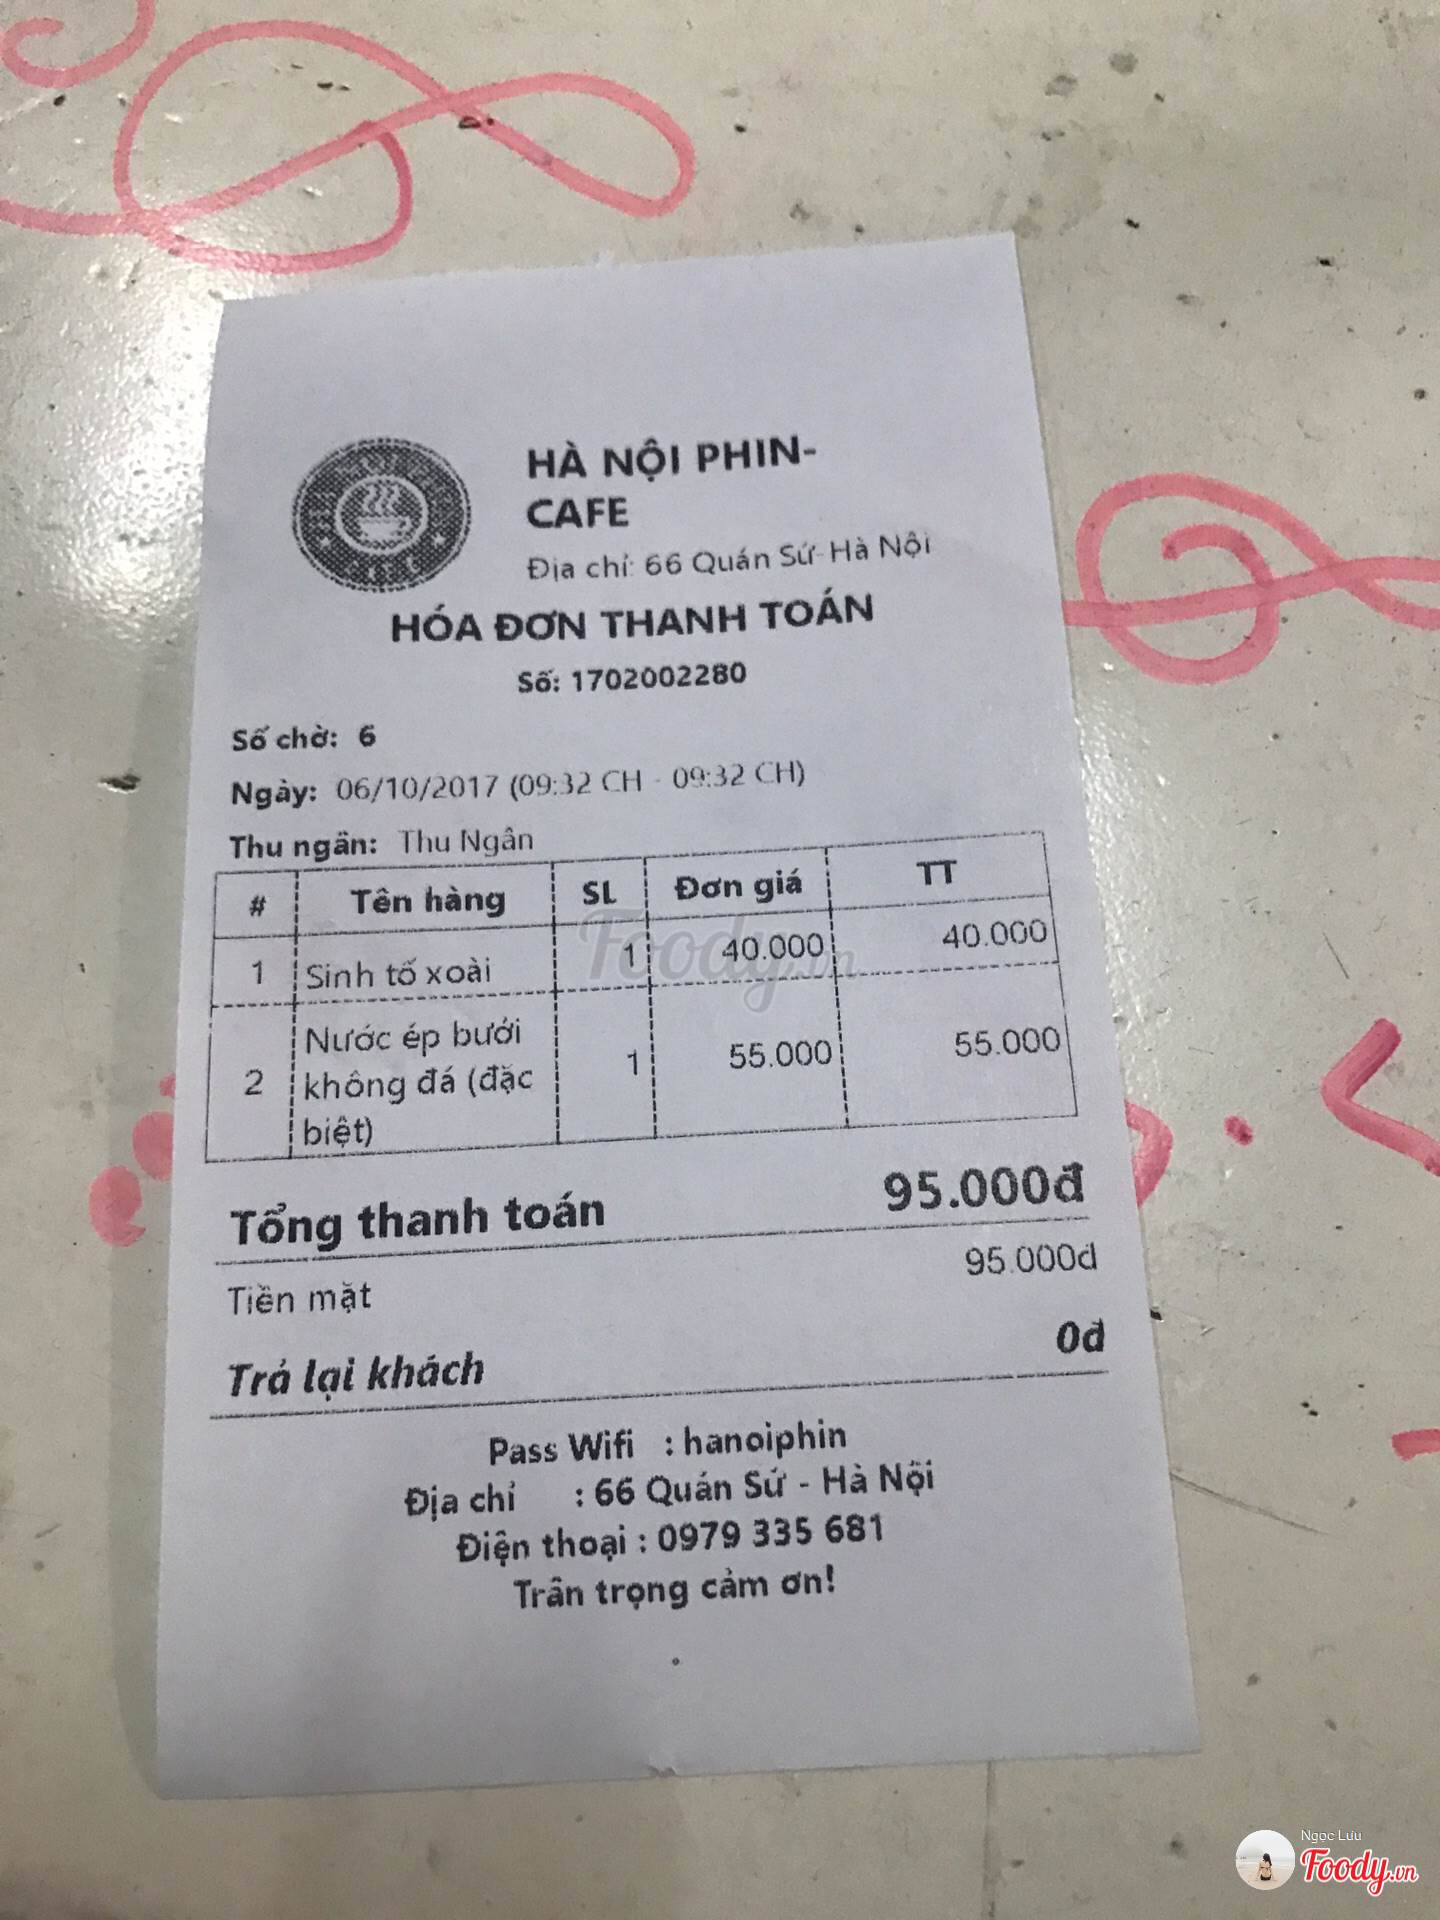 HÀ NỘI PHIN-
CAFE
Địa chỉ: 66 Quán Sứ-Hà Nội
HÓA ĐƠN THANH TOÁN
Số: 1702002280
Số chờ: 6
Ngày: 06/10/2017 (09:32 CH - 09:32 CH)
Thu ngân: Thu Ngân
# Tên hàng SL Đơn giá TT
1 Sinh tố xoài 1 40.000 40.000
2 Nước ép bưởi không đá (đặc biệt) 1 55.000 55.000
Tổng thanh toán 95.000đ
Tiền mặt 95.000đ
Trả lại khách 0đ
Pass Wifi : hanoiphin
Địa chỉ : 66 Quán Sứ - Hà Nội
Điện thoại : 0979 335 681
Trân trọng cảm ơn!
Foody.vn
Ngọc Lưu
Foody.vn